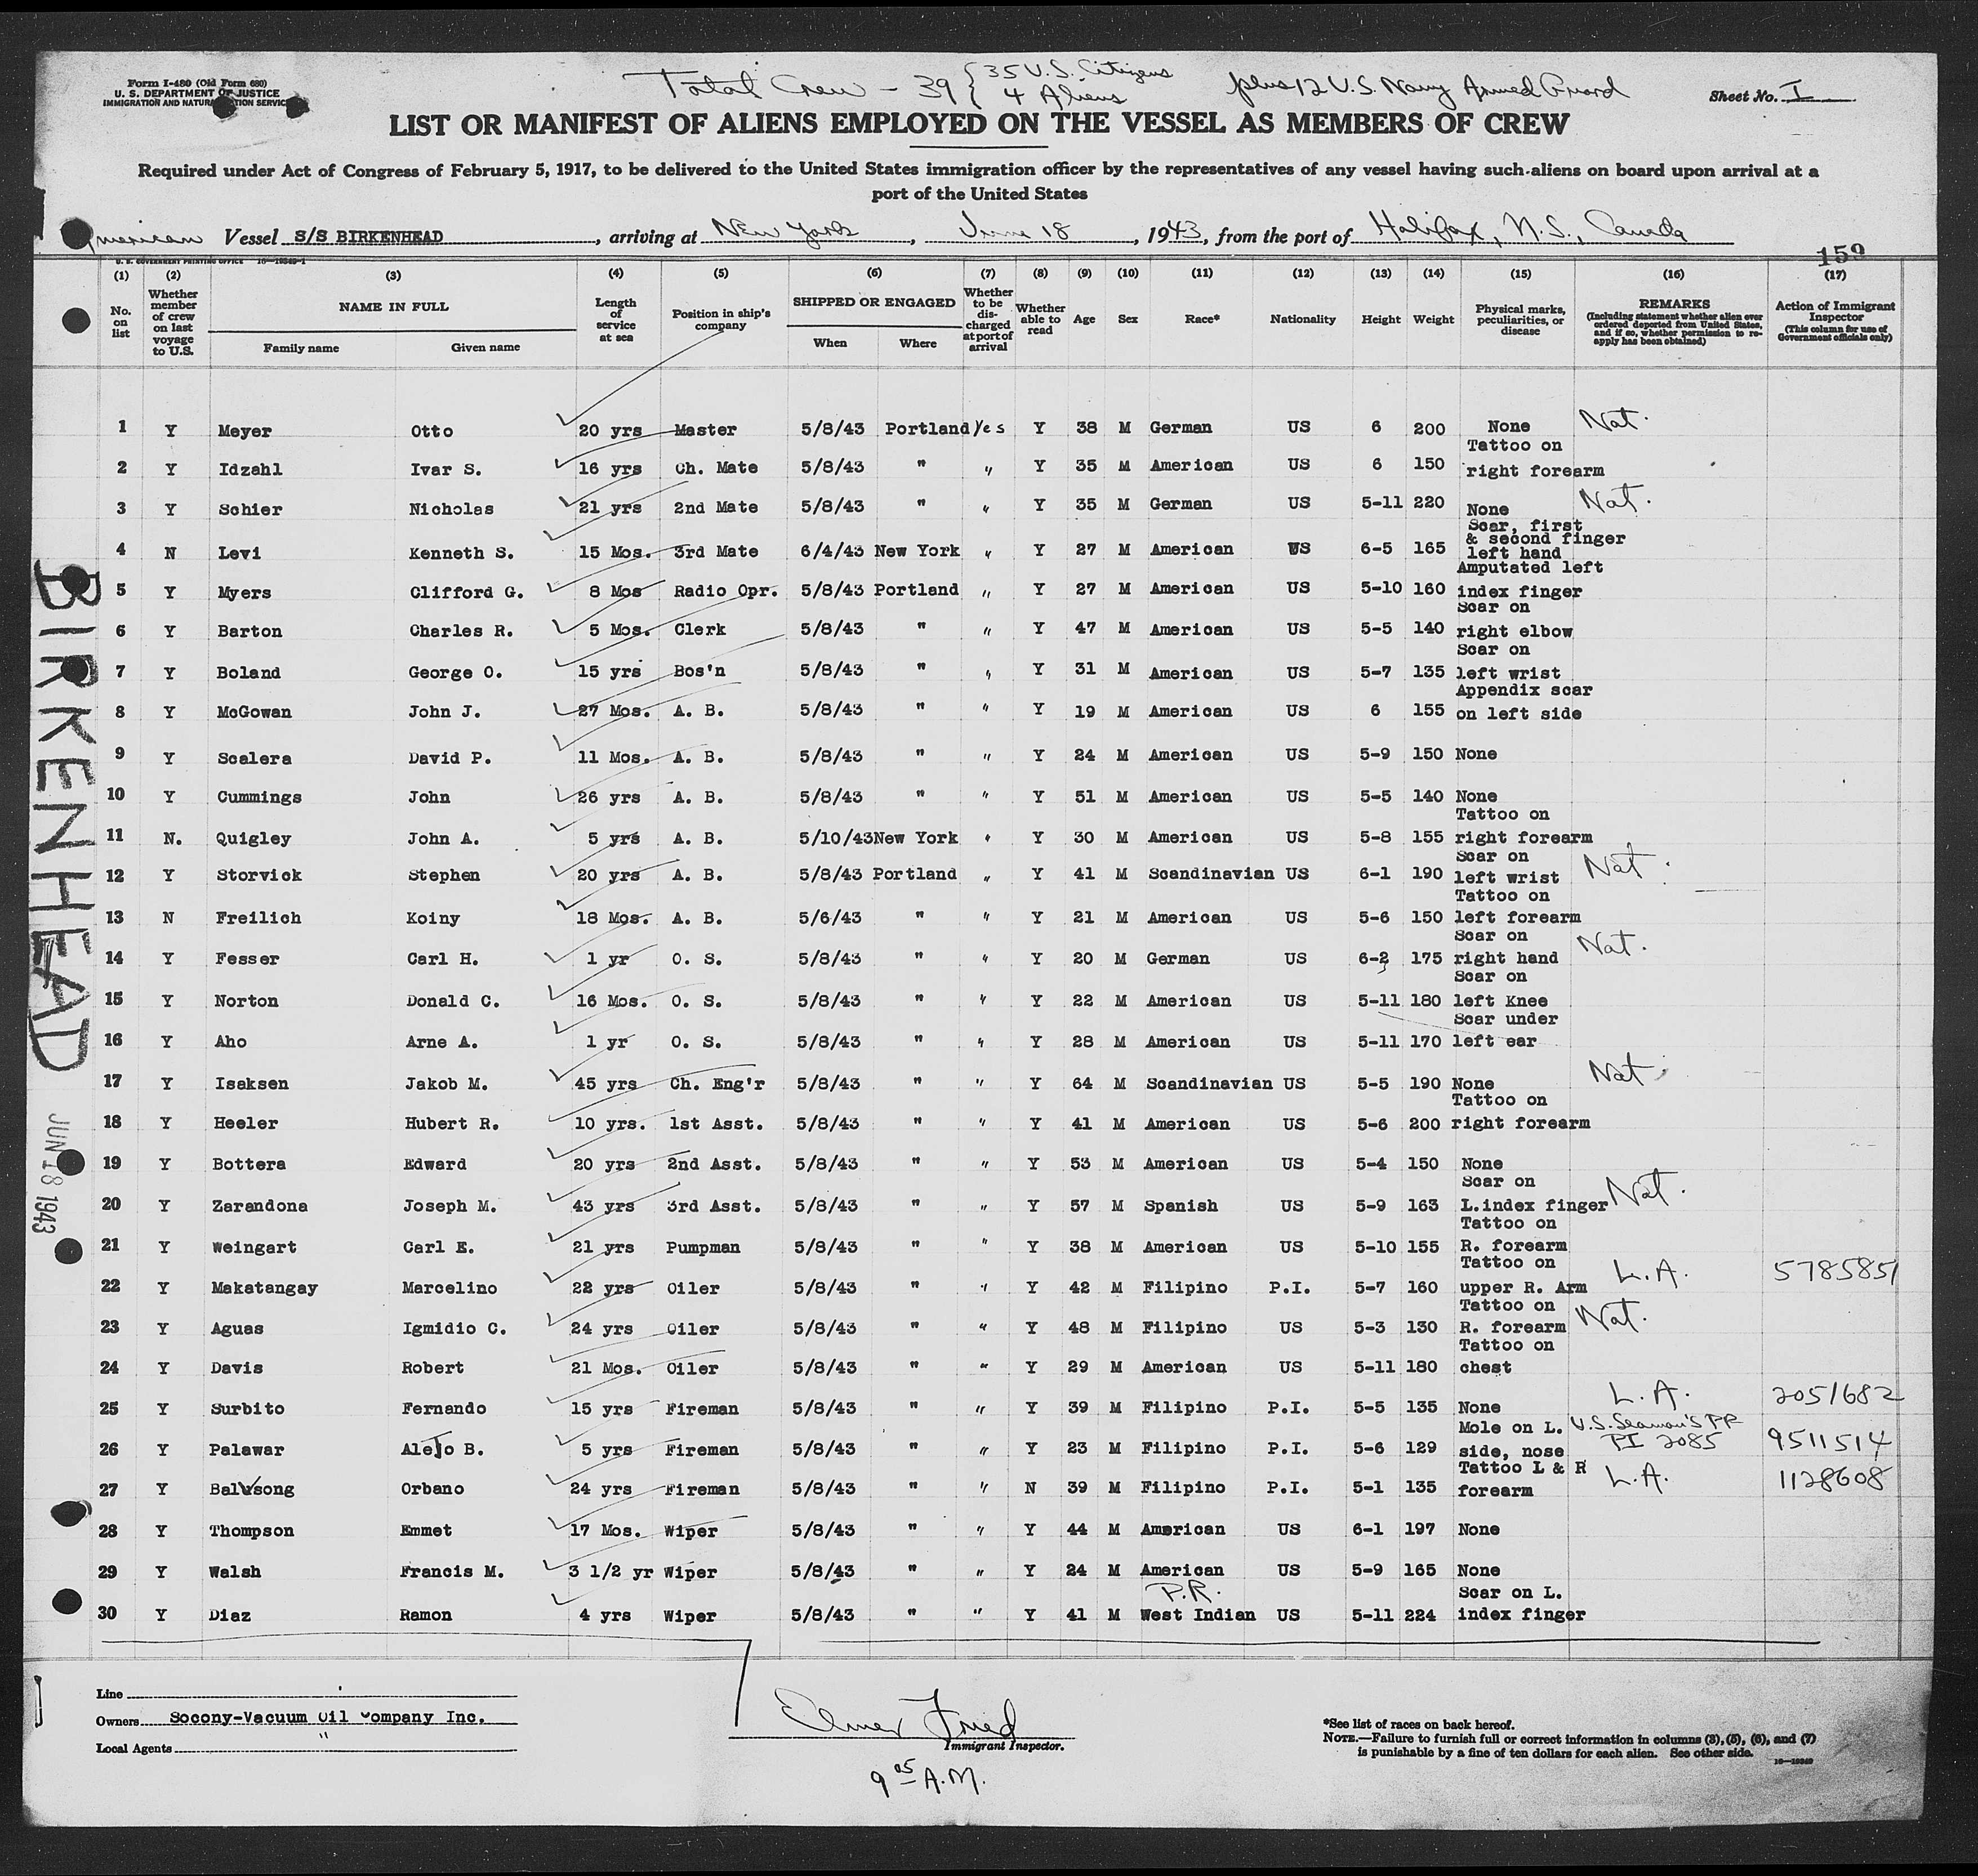 Form I-480 (Old Form 680)
U. S. DEPARTMENT OF JUSTICE
IMMIGRATION AND NATURALIZATION SERVICE
Total Crew - 39 { 35 U.S. Citizens
4 Aliens
plus 12 U.S. Navy Armed Guard
Sheet No. I
LIST OR MANIFEST OF ALIENS EMPLOYED ON THE VESSEL AS MEMBERS OF CREW
Required under Act of Congress of February 5, 1917, to be delivered to the United States immigration officer by the representatives of any vessel having such aliens on board upon arrival at a
port of the United States
American Vessel S/S BIRKENHEAD, arriving at New York, June 18, 1943, from the port of Halifax, N.S., Canada
159
U. S. GOVERNMENT PRINTING OFFICE
(1) (2) (3) (4) (5) (6) (7) (8) (9) (10) (11) (12) (13) (14) (15) (16) (17)
No. on list
Whether member of crew on last voyage to U.S.
NAME IN FULL
Family name Given name
Length of service at sea
Position in ship's company
SHIPPED OR ENGAGED
When Where
Whether to be discharged at port of arrival
Whether able to read
Age Sex Race* Nationality Height Weight
Physical marks, peculiarities, or disease
REMARKS
(Including statement whether alien ever ordered deported from United States, and if so, whether permission to reapply has been obtained)
Action of Immigrant Inspector
(This column for use of Government officials only)
1 Y Meyer Otto 20 yrs Master 5/8/43 Portland Yes Y 38 M German US 6 200 None Nat.
2 Y Idzahl Ivar S. 16 yrs Ch. Mate 5/8/43 " " Y 35 M American US 6 150 Tattoo on right forearm
3 Y Schier Nicholas 21 yrs 2nd Mate 5/8/43 " " Y 35 M German US 5-11 220 None Nat.
4 N Levi Kenneth S. 15 Mos. 3rd Mate 6/4/43 New York " Y 27 M American US 6-5 165 Scar, first & second finger left hand
5 Y Myers Clifford G. 8 Mos Radio Opr. 5/8/43 Portland " Y 27 M American US 5-10 160 Amputated left index finger
6 Y Barton Charles R. 5 Mos. Clerk 5/8/43 " " Y 47 M American US 5-5 140 Scar on right elbow
7 Y Boland George O. 15 yrs Bos'n 5/8/43 " " Y 31 M American US 5-7 135 Scar on left wrist
8 Y McGowan John J. 27 Mos. A. B. 5/8/43 " " Y 19 M American US 6 155 Appendix scar on left side
9 Y Scalera David P. 11 Mos. A. B. 5/8/43 " " Y 24 M American US 5-9 150 None
10 Y Cummings John 26 yrs A. B. 5/8/43 " " Y 51 M American US 5-5 140 None
11 N. Quigley John A. 5 yrs A. B. 5/10/43 New York " Y 30 M American US 5-8 155 Tattoo on right forearm
12 Y Storvick Stephen 20 yrs A. B. 5/8/43 Portland " Y 41 M Scandinavian US 6-1 190 Scar on left wrist Nat.
13 N Freilich Koiny 18 Mos. A. B. 5/6/43 " " Y 21 M American US 5-6 150 Tattoo on left forearm
14 Y Fesser Carl H. 1 yr O. S. 5/8/43 " " Y 20 M German US 6-2 175 Scar on right hand Nat.
15 Y Norton Donald C. 16 Mos. O. S. 5/8/43 " " Y 22 M American US 5-11 180 Scar on left Knee
16 Y Aho Arne A. 1 yr O. S. 5/8/43 " " Y 28 M American US 5-11 170 Scar under left ear
17 Y Isaksen Jakob M. 45 yrs Ch. Eng'r 5/8/43 " " Y 64 M Scandinavian US 5-5 190 None Nat.
18 Y Heeler Hubert R. 10 yrs. 1st Asst. 5/8/43 " " Y 41 M American US 5-6 200 Tattoo on right forearm
19 Y Bottera Edward 20 yrs 2nd Asst. 5/8/43 " " Y 53 M American US 5-4 150 None
20 Y Zarandona Joseph M. 43 yrs 3rd Asst. 5/8/43 " " Y 57 M Spanish US 5-9 163 Scar on L. index finger Nat.
21 Y Weingart Carl E. 21 yrs Pumpman 5/8/43 " " Y 38 M American US 5-10 155 Tattoo on R. forearm
22 Y Makatangay Marcelino 22 yrs Oiler 5/8/43 " " Y 42 M Filipino P.I. 5-7 160 Tattoo on upper R. Arm L.A. 5785851
23 Y Aguas Igmidio C. 24 yrs Oiler 5/8/43 " " Y 48 M Filipino US 5-3 130 Tattoo on R. forearm Nat.
24 Y Davis Robert 21 Mos. Oiler 5/8/43 " " Y 29 M American US 5-11 180 Tattoo on chest
25 Y Surbito Fernando 15 yrs Fireman 5/8/43 " " Y 39 M Filipino P.I. 5-5 135 None L.A. 2051682
26 Y Palawar Alejo B. 5 yrs Fireman 5/8/43 " " Y 23 M Filipino P.I. 5-6 129 Mole on L. side, nose U.S. Seaman's PP PI 2085 9511514
27 Y Balasong Orbano 24 yrs Fireman 5/8/43 " " N 39 M Filipino P.I. 5-1 135 Tattoo L & R forearm L.A. 1128608
28 Y Thompson Emmet 17 Mos. Wiper 5/8/43 " " Y 44 M American US 6-1 197 None
29 Y Walsh Francis M. 3 1/2 yr Wiper 5/8/43 " " Y 24 M American US 5-9 165 None
30 Y Diaz Ramon 4 yrs Wiper 5/8/43 " " Y 41 M P.R. West Indian US 5-11 224 Scar on L. index finger
BIRKENHEAD
JUN 18 1943
Line
Owners Socony-Vacuum Oil Company Inc.
Local Agents "
Elmer Fried
Immigrant Inspector.
9 05 A.M.
*See list of races on back hereof.
NOTE.—Failure to furnish full or correct information in columns (3), (5), (6), and (7)
is punishable by a fine of ten dollars for each alien. See other side.